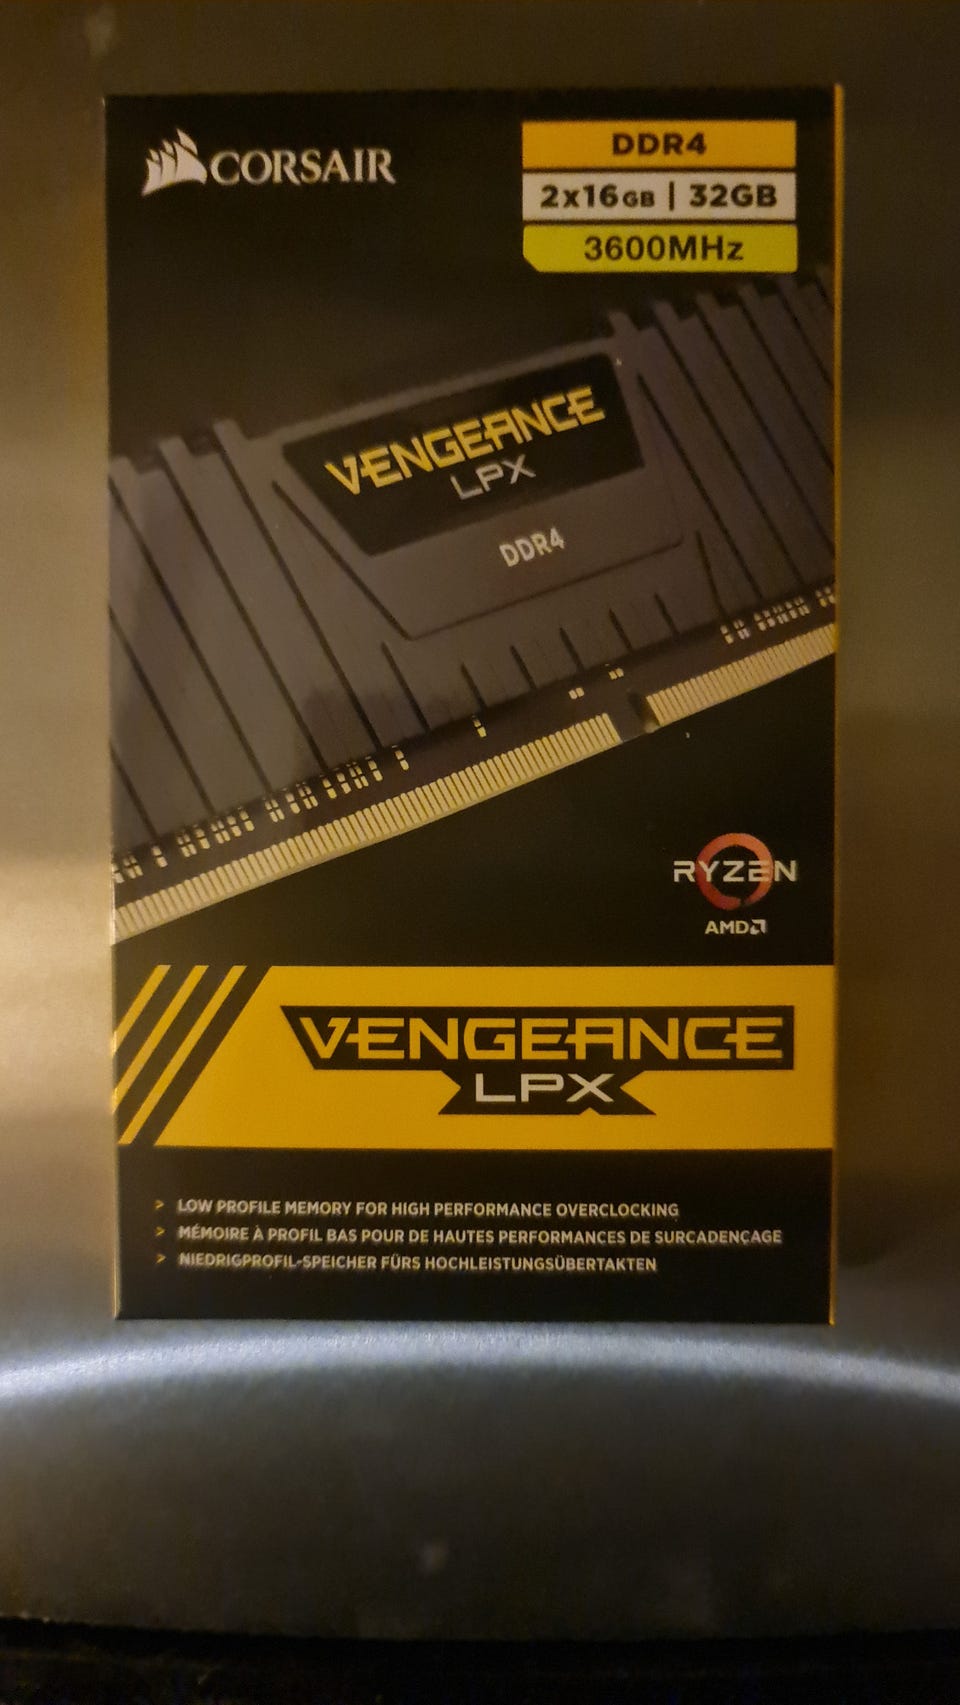 CORSAIR
DDR4
2x16GB | 32GB
3600MHz
VENGEANCE
LPX
DDR4
RYZEN
AMD
VENGEANCE
LPX
> LOW PROFILE MEMORY FOR HIGH PERFORMANCE OVERCLOCKING
> MÉMOIRE À PROFIL BAS POUR DE HAUTES PERFORMANCES DE SURCADENÇAGE
> NIEDRIGPROFIL-SPEICHER FÜRS HOCHLEISTUNGSÜBERTAKTEN